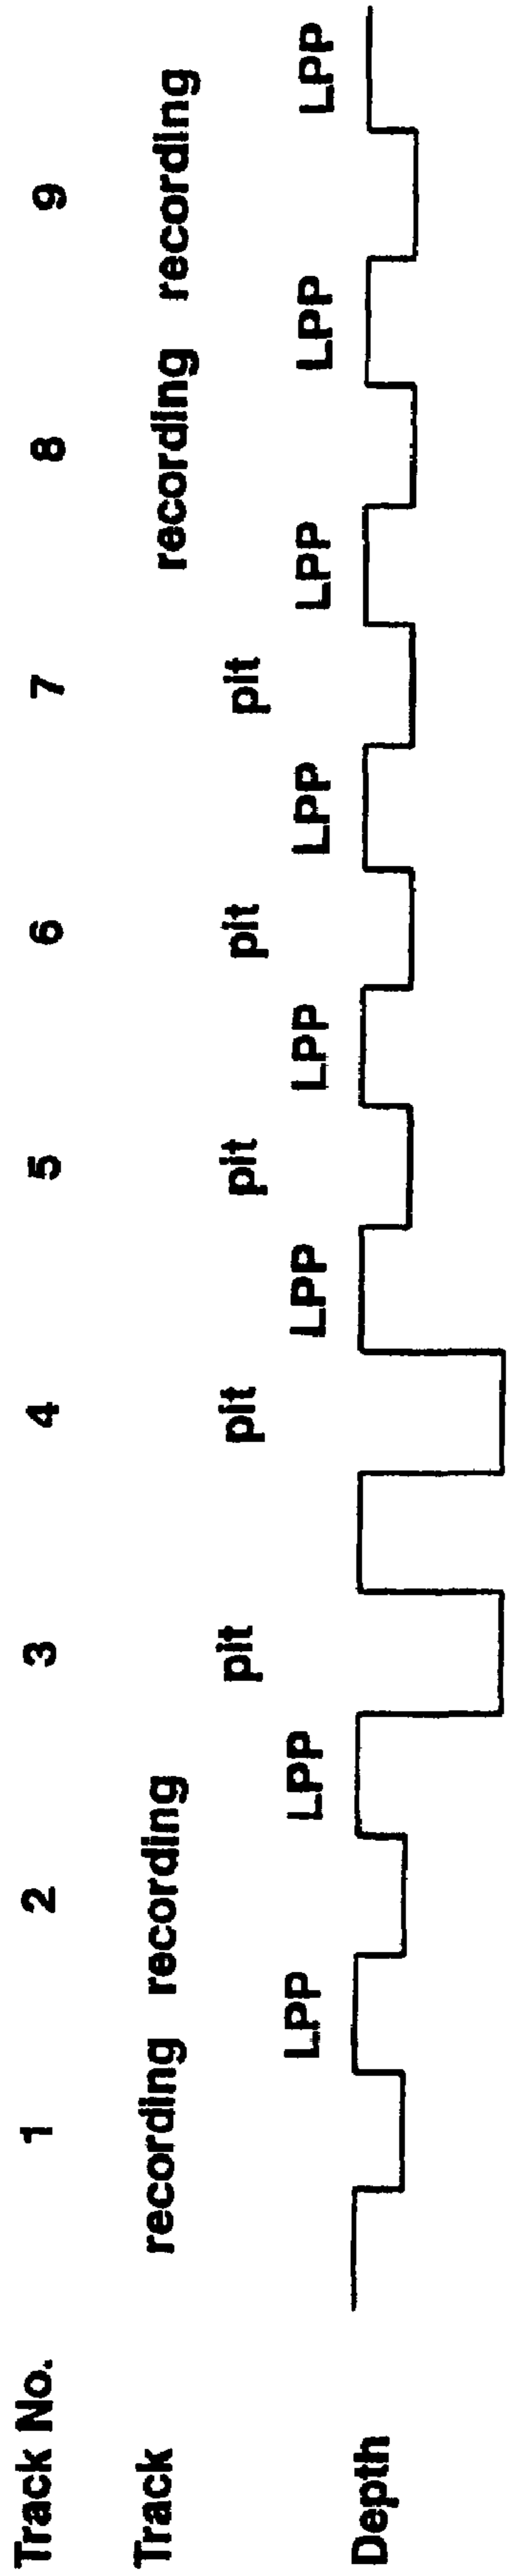 Track No. 1 2 3 4 5 6 7 8 9
Track recording recording pit pit pit pit pit recording recording
LPP LPP LPP LPP LPP LPP LPP LPP
Depth